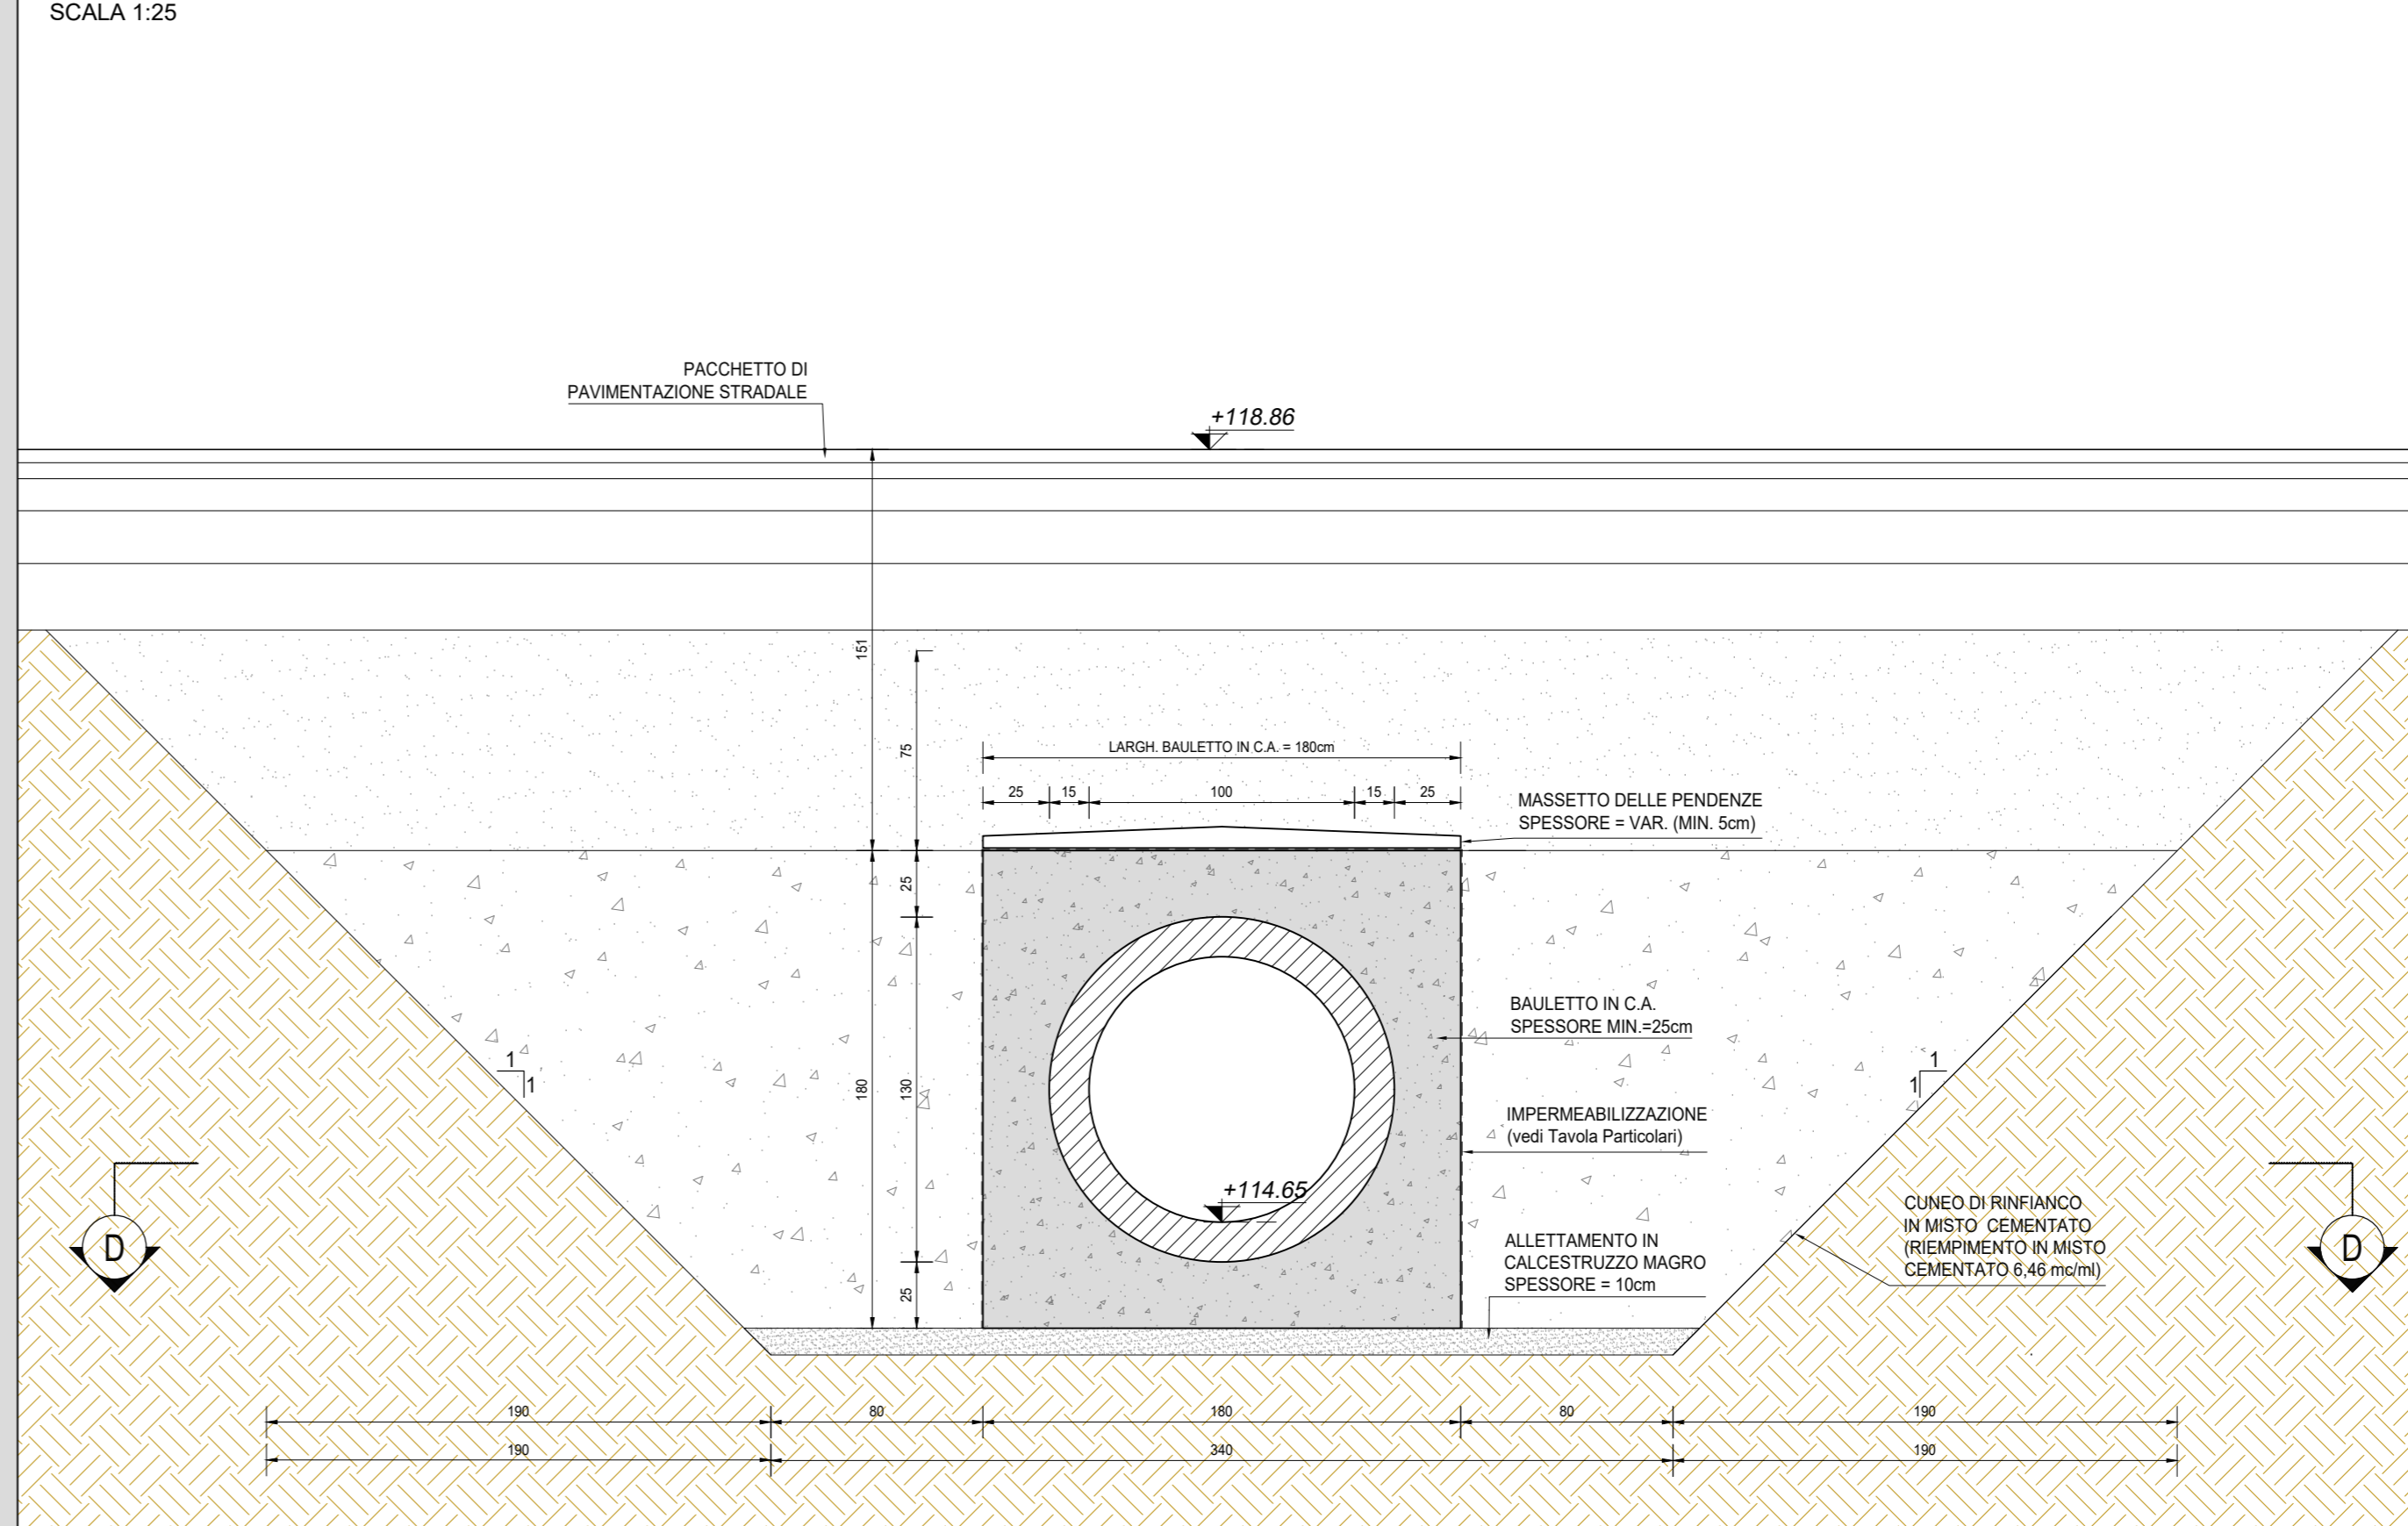 SCALA 1:25
PACCHETTO DI
PAVIMENTAZIONE STRADALE
+118.86
151
75
LARGH. BAULETTO IN C.A. = 180cm
25
15
100
15
25
MASSETTO DELLE PENDENZE
SPESSORE = VAR. (MIN. 5cm)
25
BAULETTO IN C.A.
SPESSORE MIN.=25cm
1
1
180
130
1
1
IMPERMEABILIZZAZIONE
(vedi Tavola Particolari)
+114.65
CUNEO DI RINFIANCO
IN MISTO CEMENTATO
(RIEMPIMENTO IN MISTO
CEMENTATO 6,46 mc/ml)
D
D
ALLETTAMENTO IN
CALCESTRUZZO MAGRO
SPESSORE = 10cm
25
190
80
180
80
190
190
340
190